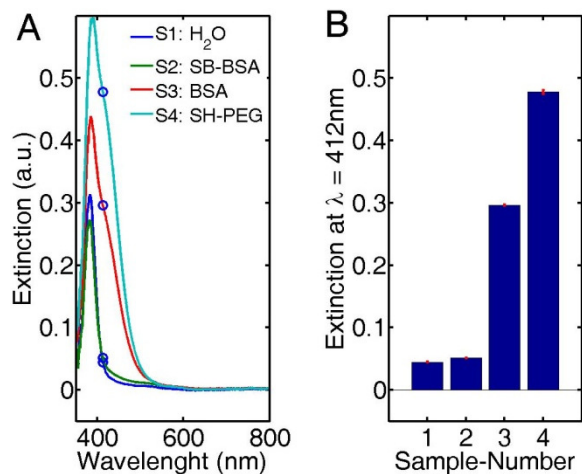 A
S1: H₂O
S2: SB-BSA
S3: BSA
S4: SH-PEG
0.5
0.4
0.3
0.2
0.1
0
Extinction (a.u.)
400 600 800
Wavelenght (nm)
B
0.5
0.4
0.3
0.2
0.1
0
Extinction at λ = 412nm
1 2 3 4
Sample-Number